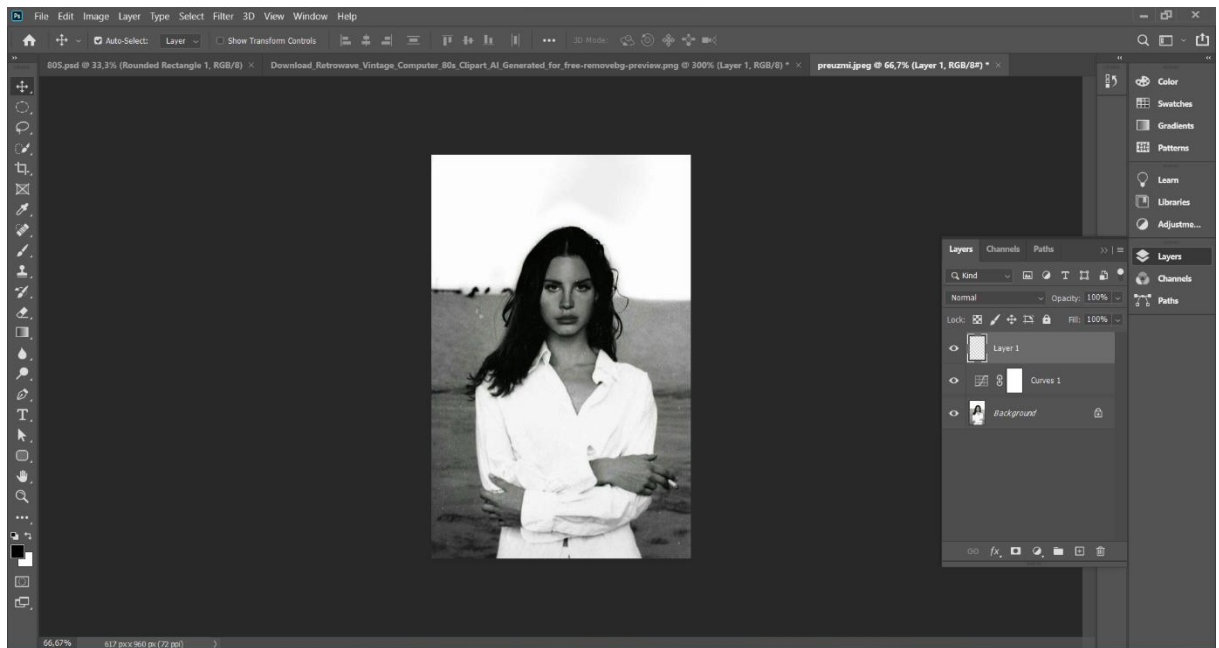 Ps File Edit Image Layer Type Select Filter 3D View Window Help
Auto-Select: Layer Show Transform Controls 3D Mode:
80S.psd @ 33,3% (Rounded Rectangle 1, RGB/8) × Download_Retrowave_Vintage_Computer_80s_Clipart_AI_Generated_for_free-removebg-preview.png @ 300% (Layer 1, RGB/8) * × preuzmi.jpeg @ 66,7% (Layer 1, RGB/8#) * ×
Color
Swatches
Gradients
Patterns
Learn
Libraries
Adjustme...
Layers
Channels
Paths
Layers Channels Paths
Kind
Normal Opacity: 100%
Lock: Fill: 100%
Layer 1
Curves 1
Background
fx
66,67% 617 px x 960 px (72 ppi)